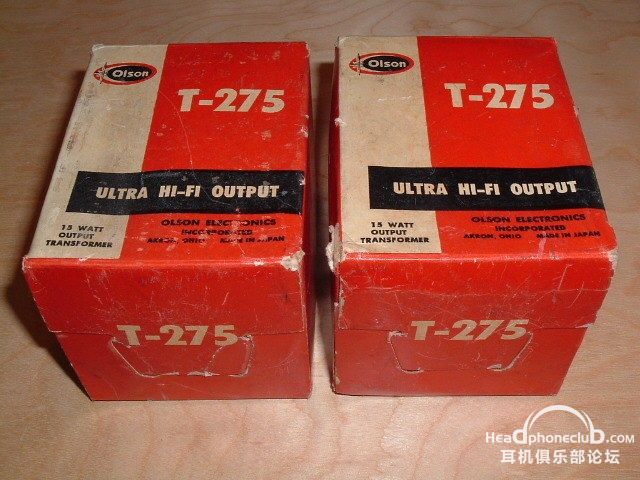 Olson
T-275
ULTRA HI-FI OUTPUT
15 WATT
OUTPUT
TRANSFORMER
OLSON ELECTRONICS
INCORPORATED
AKRON, OHIO MADE IN JAPAN
T-275
Olson
T-275
ULTRA HI-FI OUTPUT
15 WATT
OUTPUT
TRANSFORMER
OLSON ELECTRONICS
INCORPORATED
AKRON, OHIO MADE IN JAPAN
T-275
Headphoneclub.com
耳机俱乐部论坛